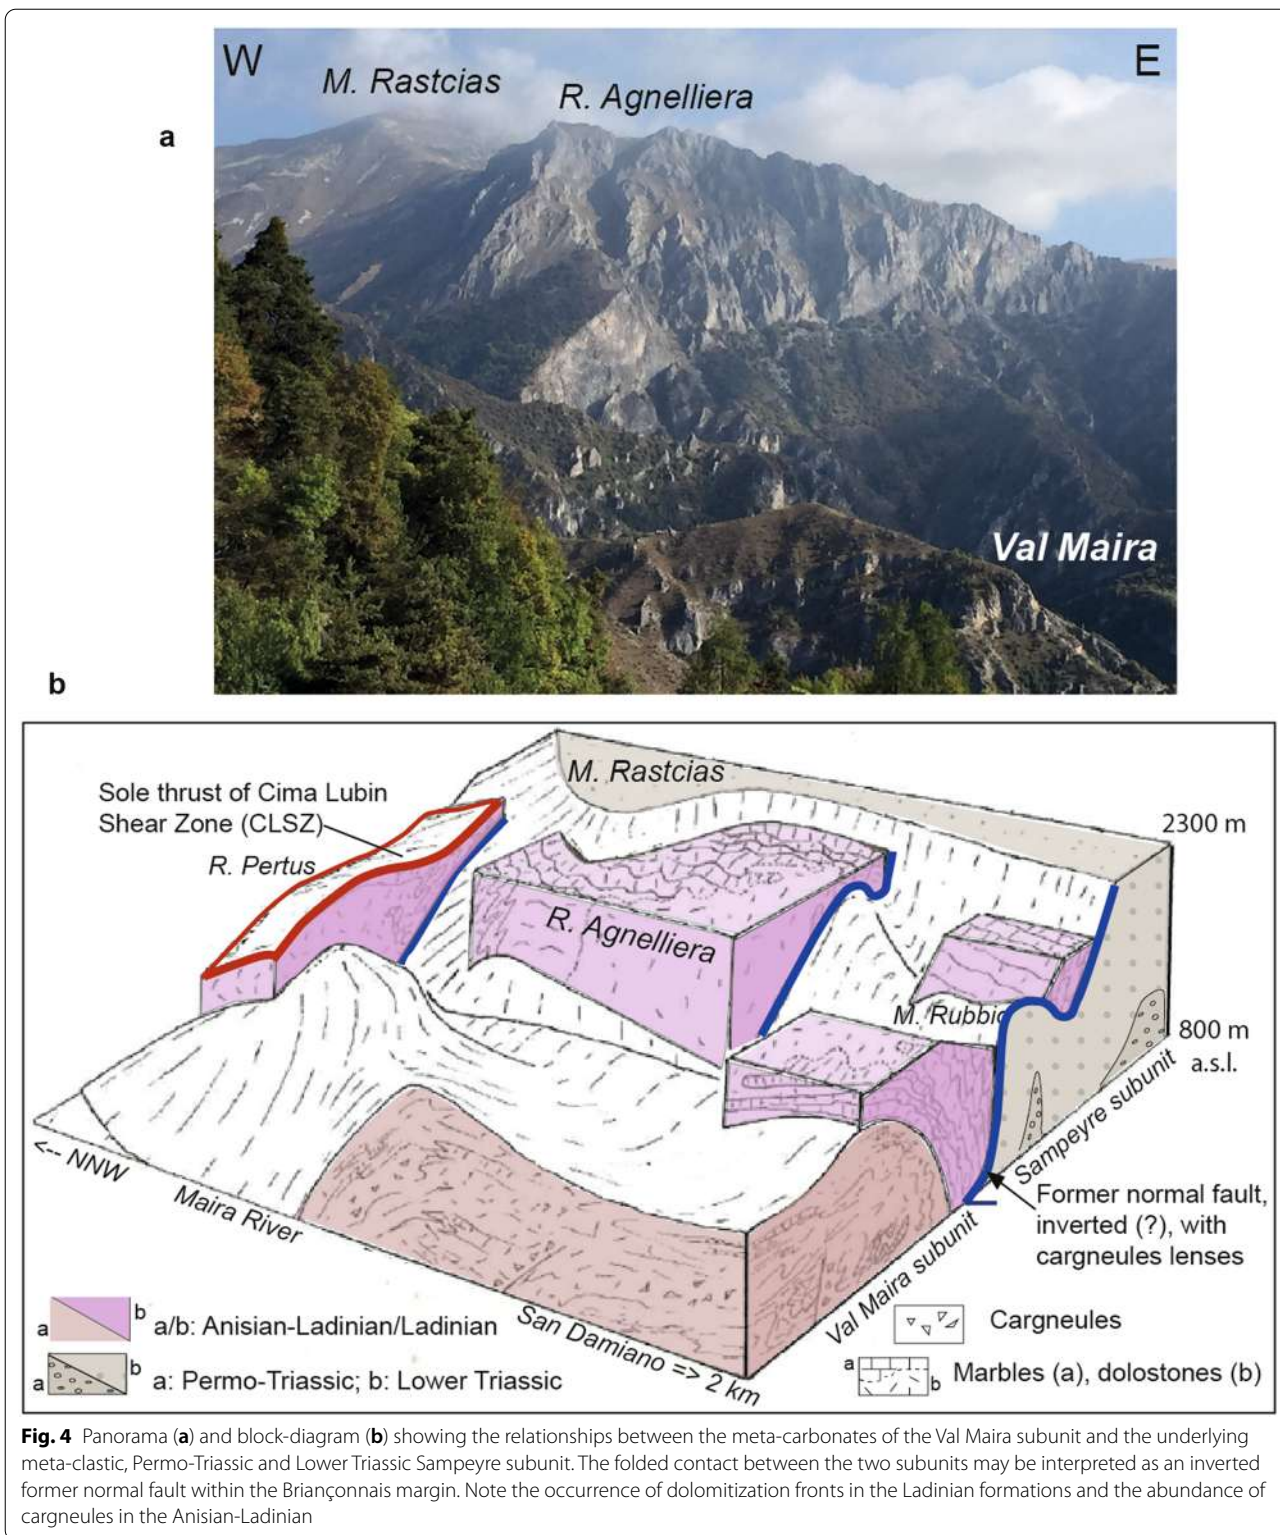 W
E
M. Rastcias
R. Agnelliera
a
Val Maira
b
Sole thrust of Cima Lubin
Shear Zone (CLSZ)
R. Pertus
M. Rastcias
2300 m
R. Agnelliera
M. Rubbio
800 m
a.s.l.
<-- NNW
Maira River
San Damiano => 2 km
Val Maira subunit
Sampeyre subunit
Former normal fault,
inverted (?), with
cargneules lenses
a b a/b: Anisian-Ladinian/Ladinian
a b a: Permo-Triassic; b: Lower Triassic
Cargneules
a b Marbles (a), dolostones (b)
Fig. 4 Panorama (a) and block-diagram (b) showing the relationships between the meta-carbonates of the Val Maira subunit and the underlying
meta-clastic, Permo-Triassic and Lower Triassic Sampeyre subunit. The folded contact between the two subunits may be interpreted as an inverted
former normal fault within the Briançonnais margin. Note the occurrence of dolomitization fronts in the Ladinian formations and the abundance of
cargneules in the Anisian-Ladinian